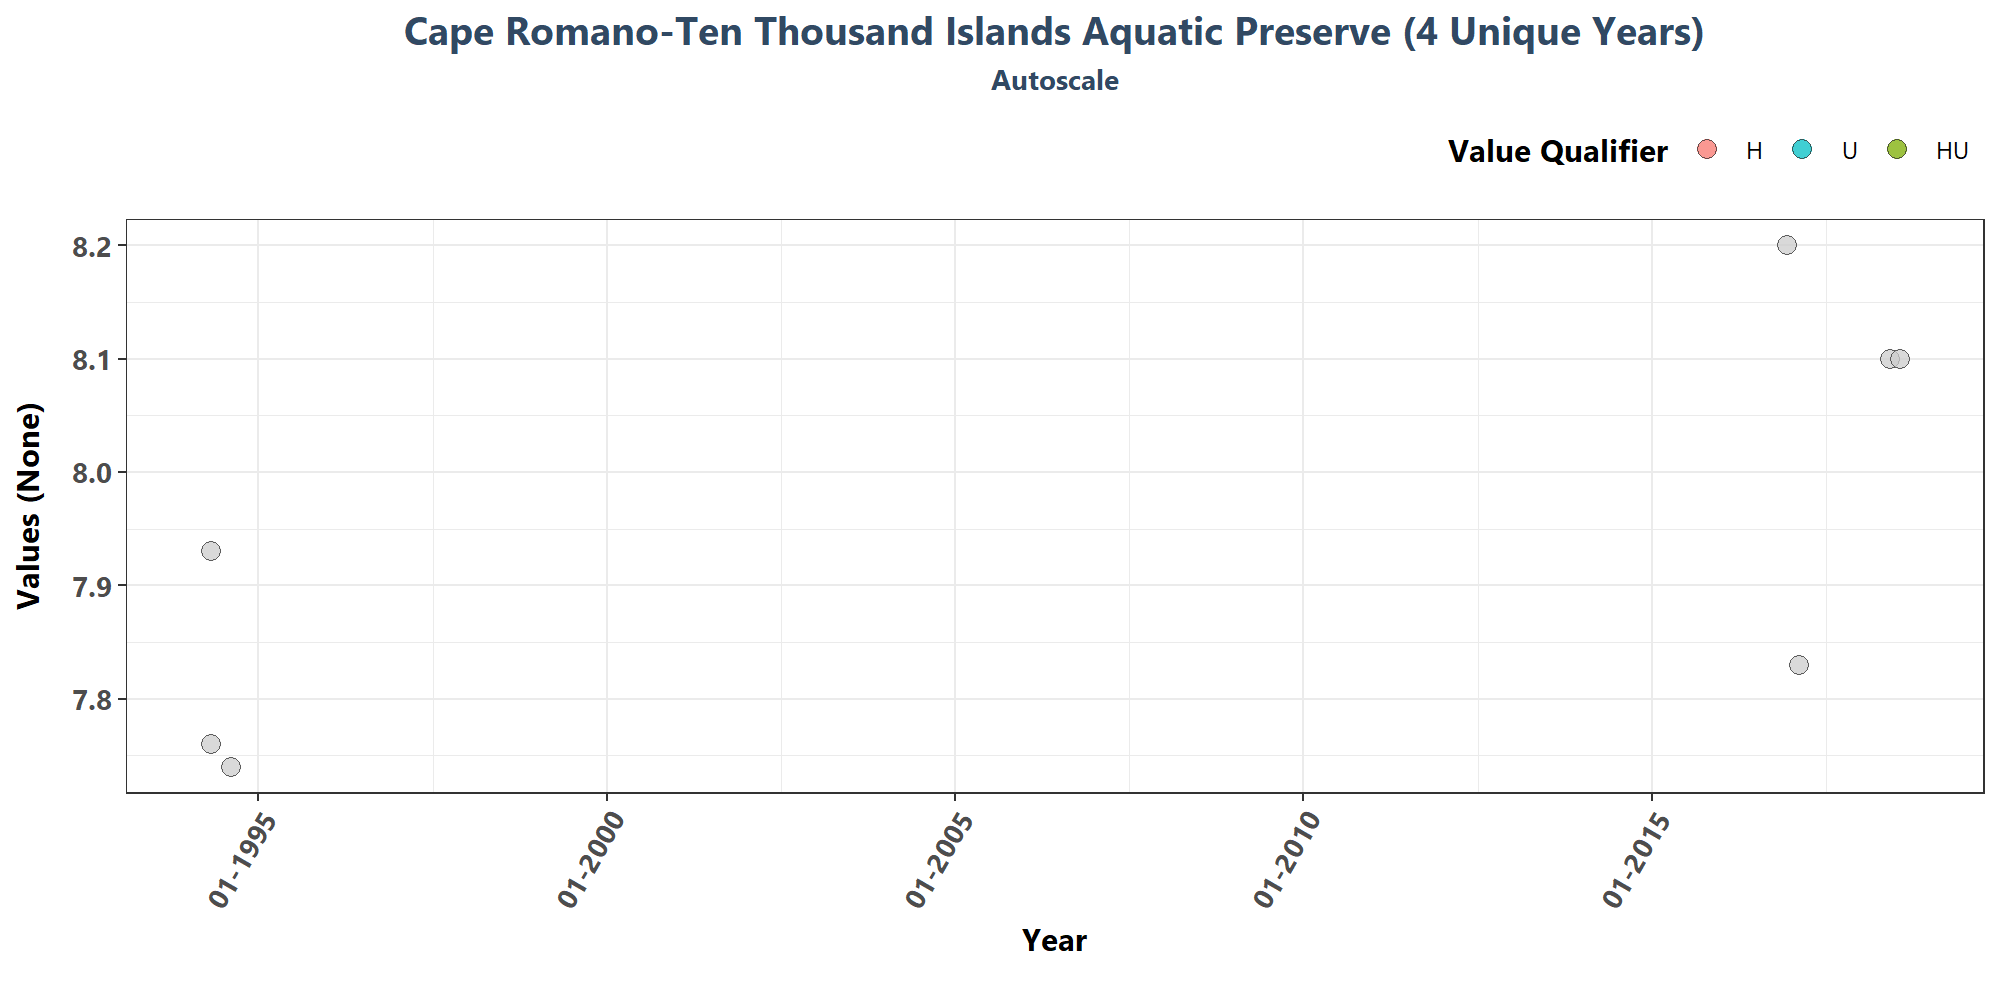 Cape Romano-Ten Thousand Islands Aquatic Preserve (4 Unique Years)
Autoscale
Value Qualifier H U HU
8.2
8.1
8.0
7.9
7.8
Values (None)
01-1995 01-2000 01-2005 01-2010 01-2015
Year